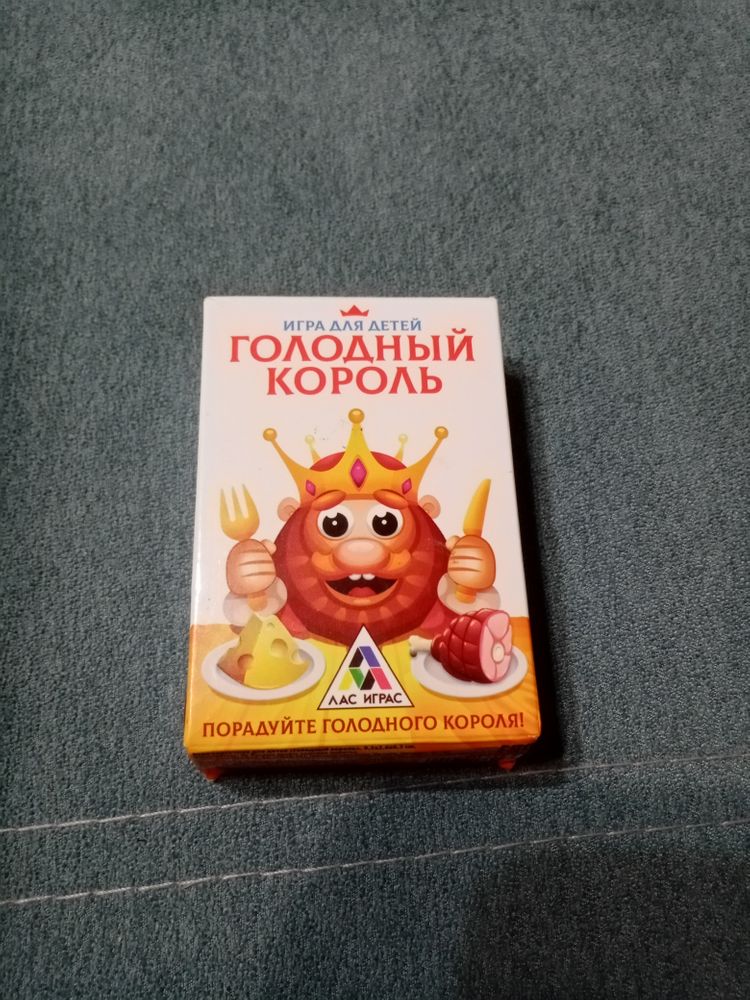 ИГРА ДЛЯ ДЕТЕЙ
ГОЛОДНЫЙ
КОРОЛЬ
ЛАС ИГРАС
ПОРАДУЙТЕ ГОЛОДНОГО КОРОЛЯ!